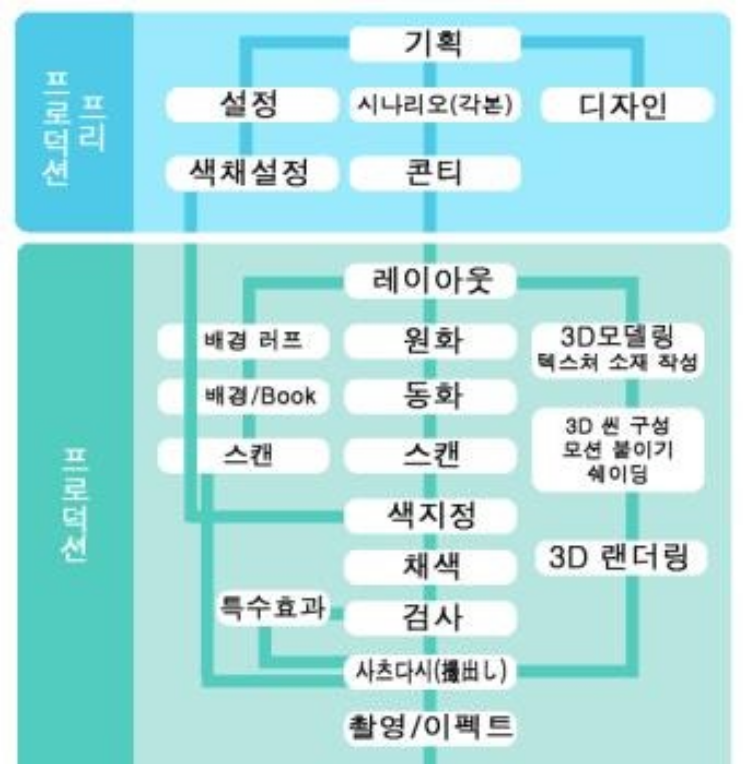 프리
프로덕션
기획
설정
시나리오(각본)
디자인
색채설정
콘티
프로덕션
레이아웃
배경 러프
원화
3D모델링
텍스쳐 소재 작성
배경/Book
동화
3D 씬 구성
모션 붙이기
쉐이딩
스캔
스캔
색지정
채색
3D 랜더링
특수효과
검사
사츠다시(撮出し)
촬영/이펙트